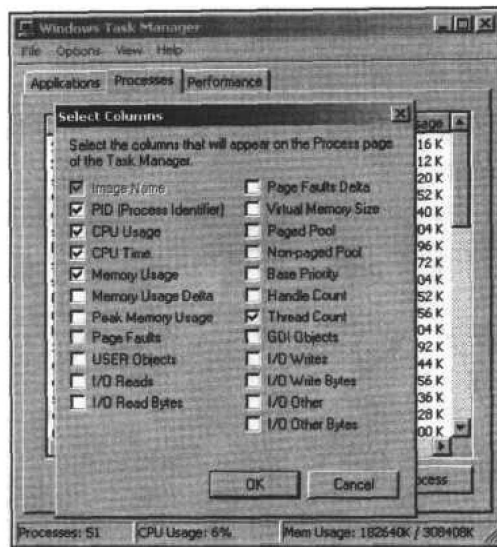 Windows Task Manager
File Options View Help
Applications Processes Performance
Select Columns
Select the columns that will appear on the Process page
of the Task Manager.
Image Name
PID (Process Identifier)
CPU Usage
CPU Time
Memory Usage
Memory Usage Delta
Peak Memory Usage
Page Faults
USER Objects
I/O Reads
I/O Read Bytes
Page Faults Delta
Virtual Memory Size
Paged Pool
Non-paged Pool
Base Priority
Handle Count
Thread Count
GDI Objects
I/O Writes
I/O Write Bytes
I/O Other
I/O Other Bytes
sage
16 K
12 K
20 K
52 K
40 K
04 K
96 K
72 K
04 K
52 K
56 K
04 K
92 K
44 K
56 K
36 K
28 K
00 K
OK Cancel
ocess
Processes: 51 CPU Usage: 6% Mem Usage: 182640K / 308408K